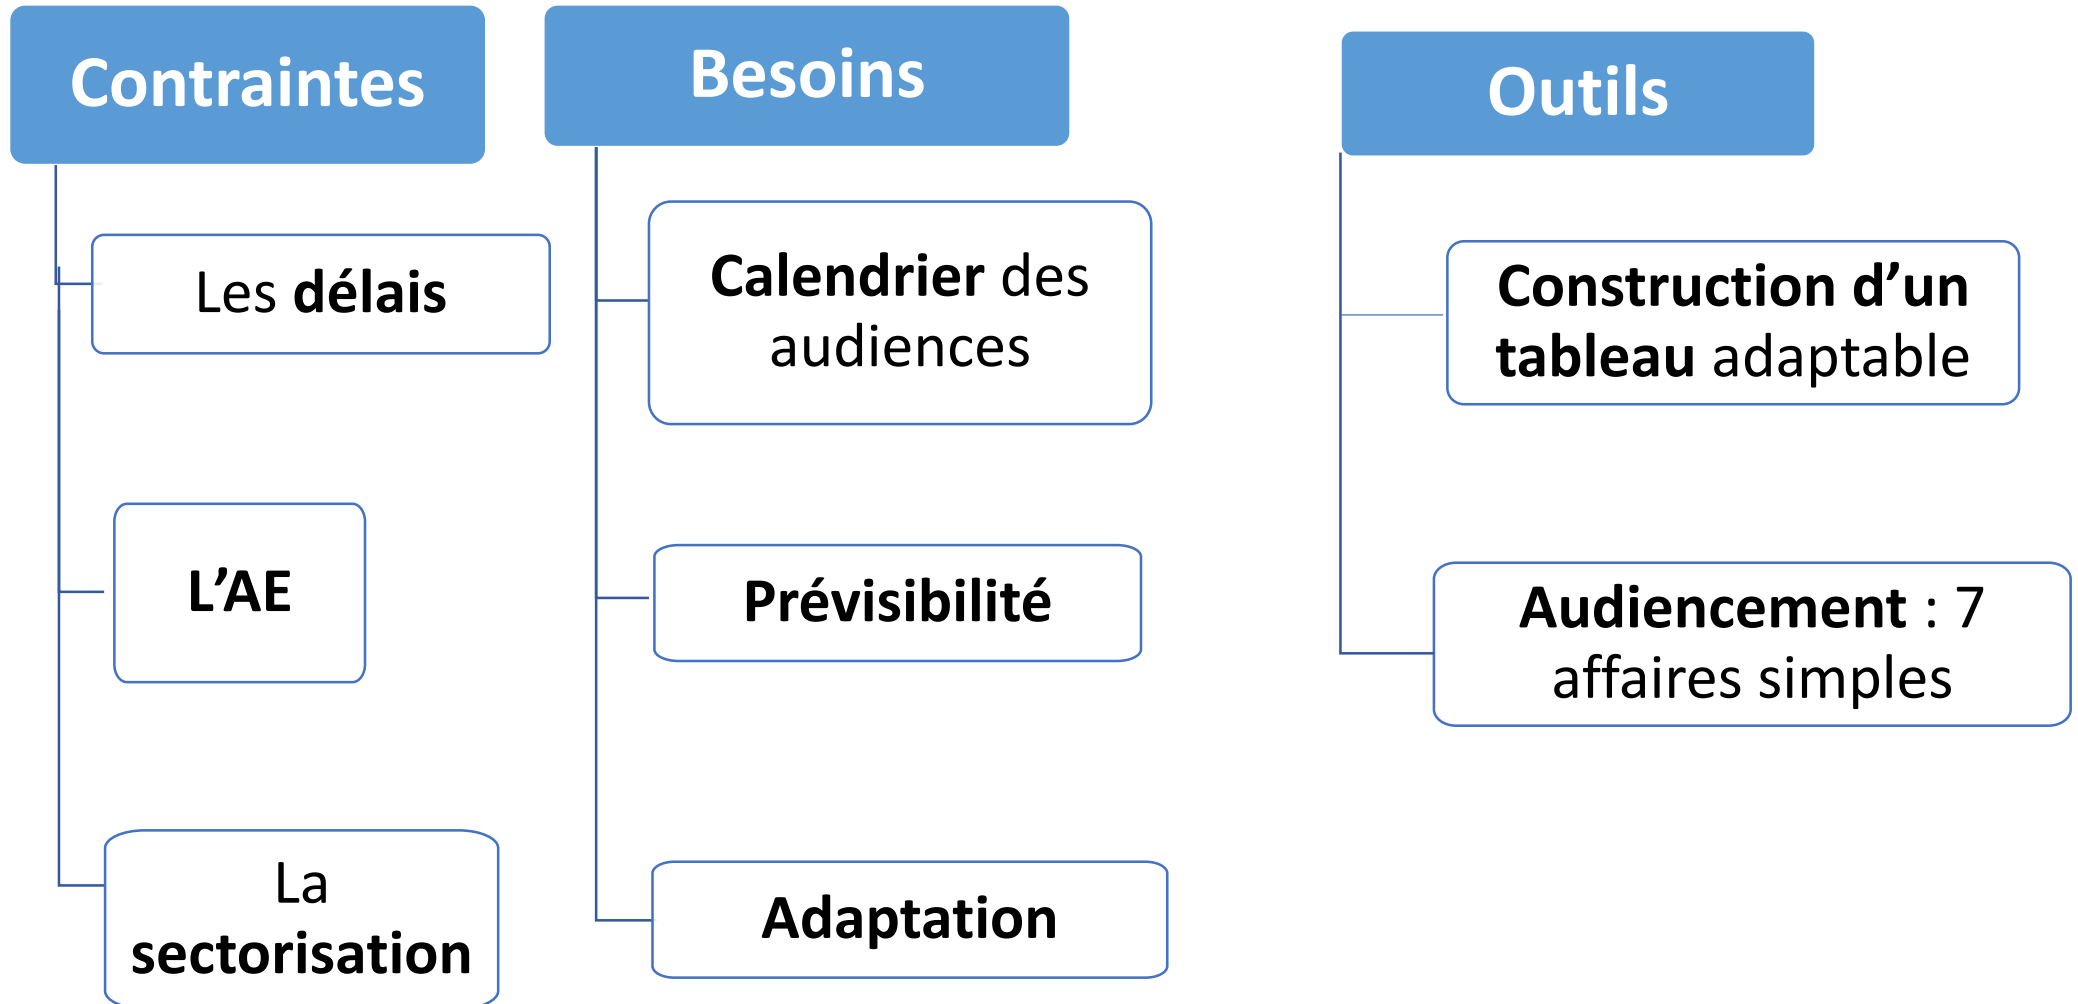 Contraintes
Les délais
L’AE
La
sectorisation
Besoins
Calendrier des
audiences
Prévisibilité
Adaptation
Outils
Construction d’un
tableau adaptable
Audiencement : 7
affaires simples